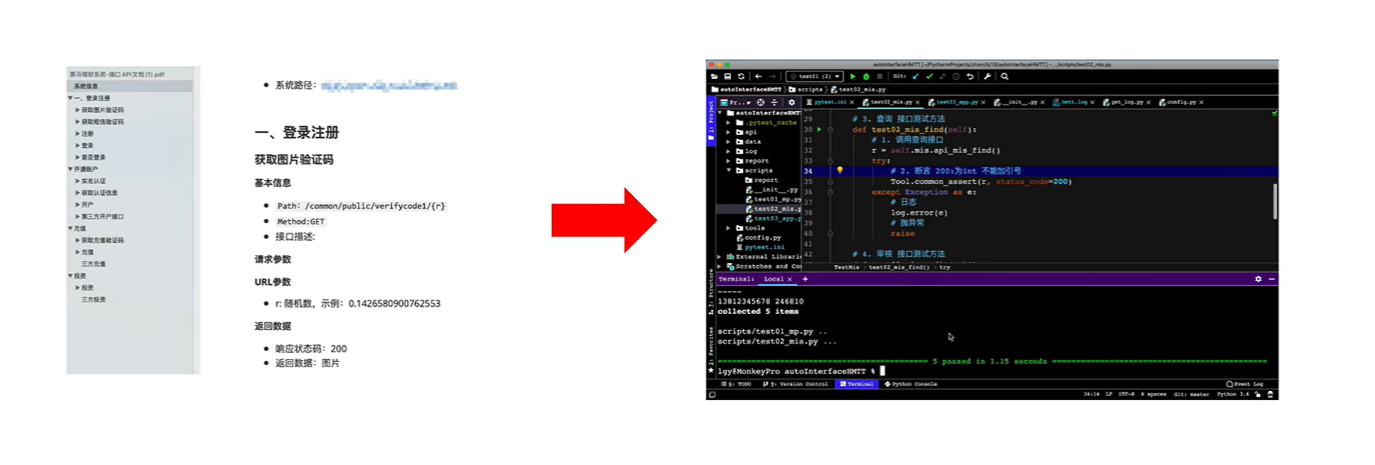 黑马理财系统-接口 API 文档 (1).pdf
系统信息
一、登录注册
获取图片验证码
获取短信验证码
注册
登录
是否登录
开通账户
实名认证
获取认证信息
开户
第三方开户接口
充值
获取充值验证码
充值
三方充值
投资
投资
三方投资
系统路径：
一、登录注册
获取图片验证码
基本信息
Path：/common/public/verifycode1/{r}
Method:GET
接口描述:
请求参数
URL参数
r: 随机数，示例：0.1426580900762553
返回数据
响应状态码：200
返回数据：图片
test01 (2)
Git:
autoInterfaceHMTT
scripts
test02_mis.py
Pr..
pytest.ini
test02_mis.py
test03_app.py
__init__.py
hmtt.log
get_log.py
config.py
autoInterfaceHMTT
.pytest_cache
api
data
log
report
scripts
report
__init__.py
test01_mp.py
test02_mis.p
test03_app.p
tools
config.py
pytest.ini
External Librari
Scratches and Co
29 # 3. 查询 接口测试方法
30 def test02_mis_find(self):
31 # 1. 调用查询接口
32 r = self.mis.api_mis_find()
33 try:
34 # 2. 断言 200:为int 不能加引号
35 Tool.common_assert(r, status_code=200)
36 except Exception as e:
37 # 日志
38 log.error(e)
39 # 抛异常
40 raise
41
42 # 4. 审核 接口测试方法
TestMis
test02_mis_find()
try
1: Project
2: Structure
2: Favorites
Terminal: Local × +
-----
13812345678 246810
collected 5 items
scripts/test01_mp.py ..
scripts/test02_mis.py ...
5 passed in 1.15 seconds
lgy@MonkeyPro autoInterfaceHMTT %
6: TODO
9: Version Control
Terminal
Python Console
Event Log
34:14 LF UTF-8 4 spaces Git: master Python 3.6